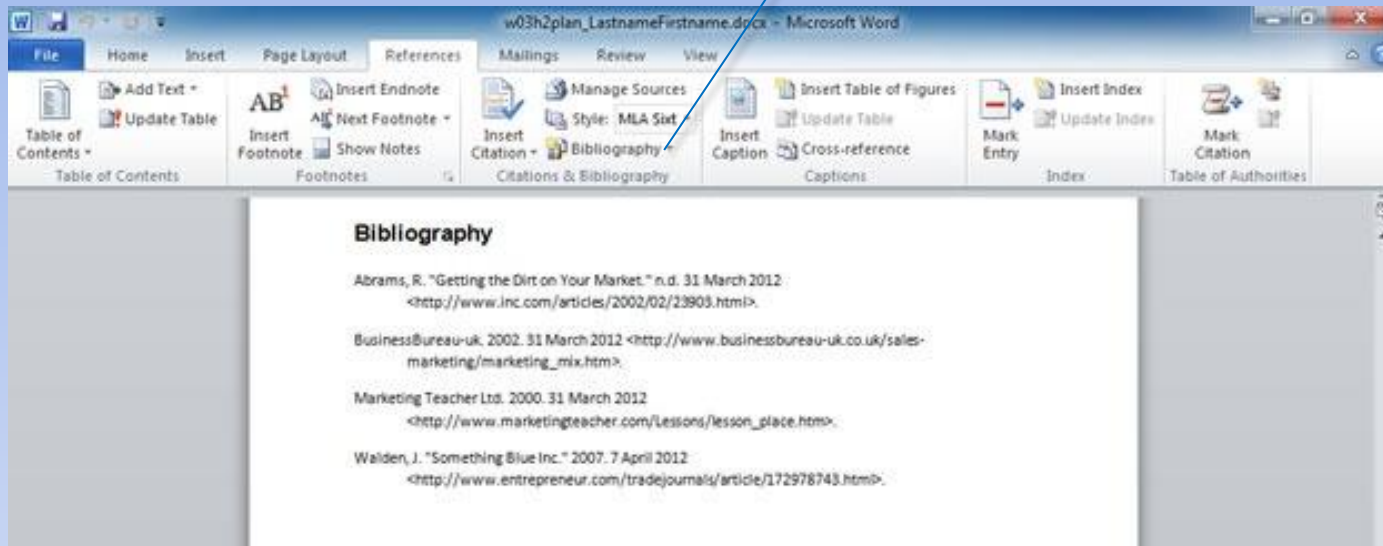 w03h2plan_LastnameFirstname.docx - Microsoft Word
File Home Insert Page Layout References Mailings Review View
Table of Contents
Add Text
Update Table
Table of Contents
AB1
Insert Footnote
Insert Endnote
Next Footnote
Show Notes
Footnotes
Insert Citation
Manage Sources
Style: MLA Sixt
Bibliography
Citations & Bibliography
Insert Caption
Insert Table of Figures
Update Table
Cross-reference
Captions
Mark Entry
Insert Index
Update Index
Index
Mark Citation
Table of Authorities
Bibliography
Abrams, R. "Getting the Dirt on Your Market." n.d. 31 March 2012
<http://www.inc.com/articles/2002/02/23903.html>.
BusinessBureau-uk. 2002. 31 March 2012 <http://www.businessbureau-uk.co.uk/sales-
marketing/marketing_mix.htm>.
Marketing Teacher Ltd. 2000. 31 March 2012
<http://www.marketingteacher.com/Lessons/lesson_place.htm>.
Walden, J. "Something Blue Inc." 2007. 7 April 2012
<http://www.entrepreneur.com/tradejournals/article/172978743.html>.